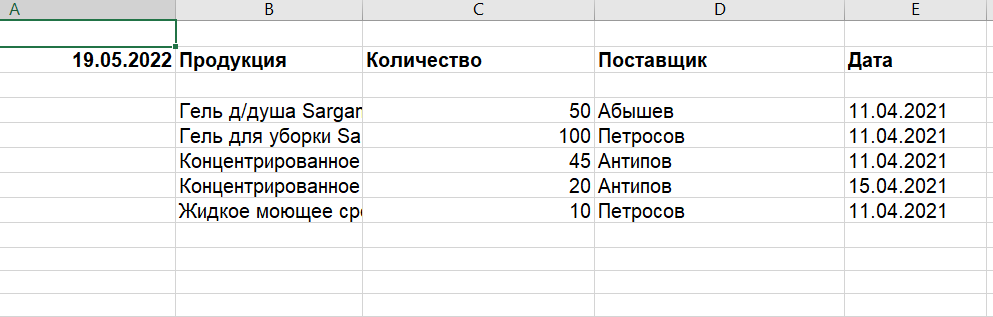 A B C D E
19.05.2022 Продукция Количество Поставщик Дата
Гель д/душа Sargan 50 Абышев 11.04.2021
Гель для уборки Sa 100 Петросов 11.04.2021
Концентрированное 45 Антипов 11.04.2021
Концентрированное 20 Антипов 15.04.2021
Жидкое моющее сре 10 Петросов 11.04.2021